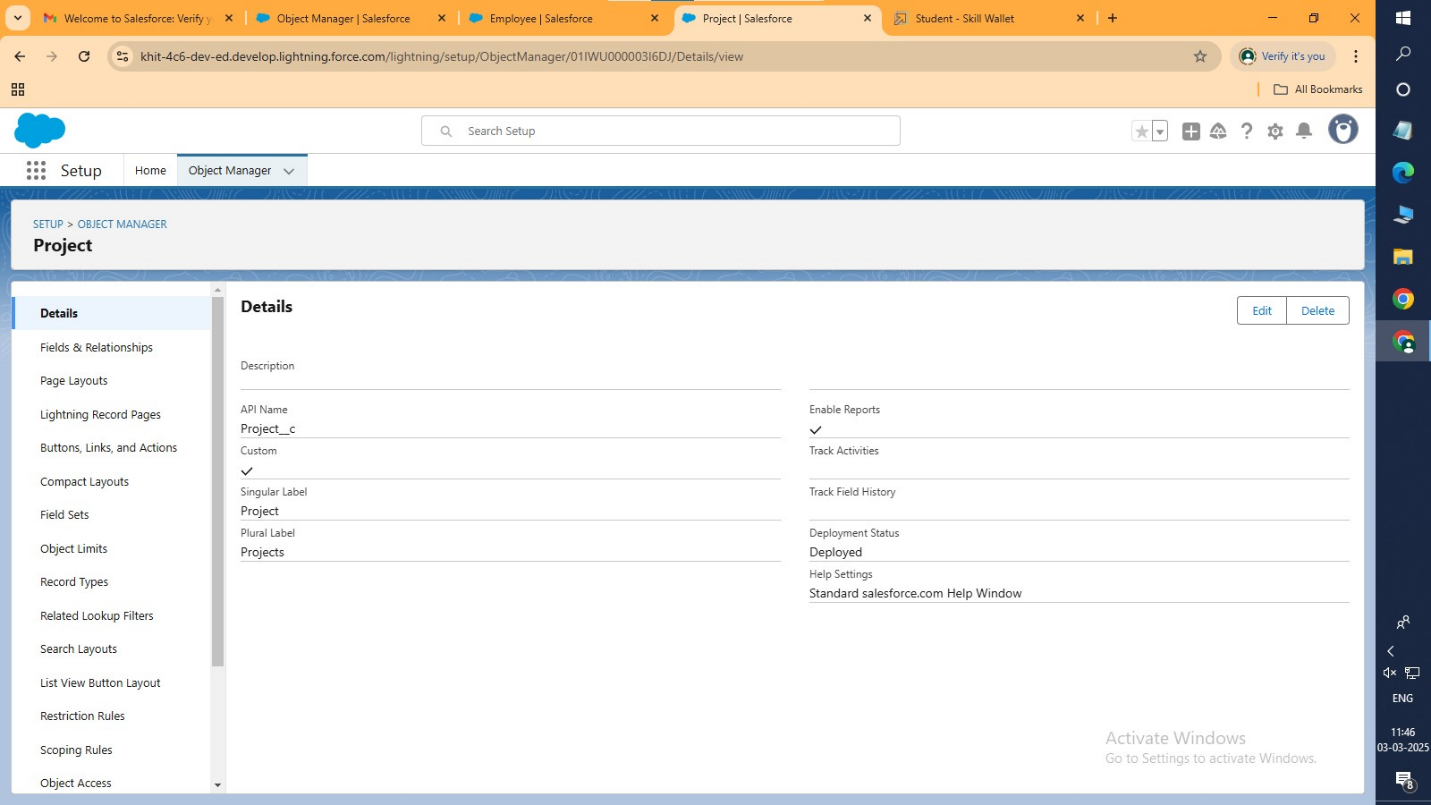 Welcome to Salesforce: Verify y
Object Manager | Salesforce
Employee | Salesforce
Project | Salesforce
Student - Skill Wallet
khit-4c6-dev-ed.develop.lightning.force.com/lightning/setup/ObjectManager/01IWU000003I6DJ/Details/view
Verify it's you
All Bookmarks
Search Setup
Setup
Home
Object Manager
SETUP > OBJECT MANAGER
Project
Details
Fields & Relationships
Page Layouts
Lightning Record Pages
Buttons, Links, and Actions
Compact Layouts
Field Sets
Object Limits
Record Types
Related Lookup Filters
Search Layouts
List View Button Layout
Restriction Rules
Scoping Rules
Object Access
Details
Edit
Delete
Description
API Name
Project__c
Custom
Singular Label
Project
Plural Label
Projects
Enable Reports
Track Activities
Track Field History
Deployment Status
Deployed
Help Settings
Standard salesforce.com Help Window
Activate Windows
Go to Settings to activate Windows.
ENG
11:46
03-03-2025
8